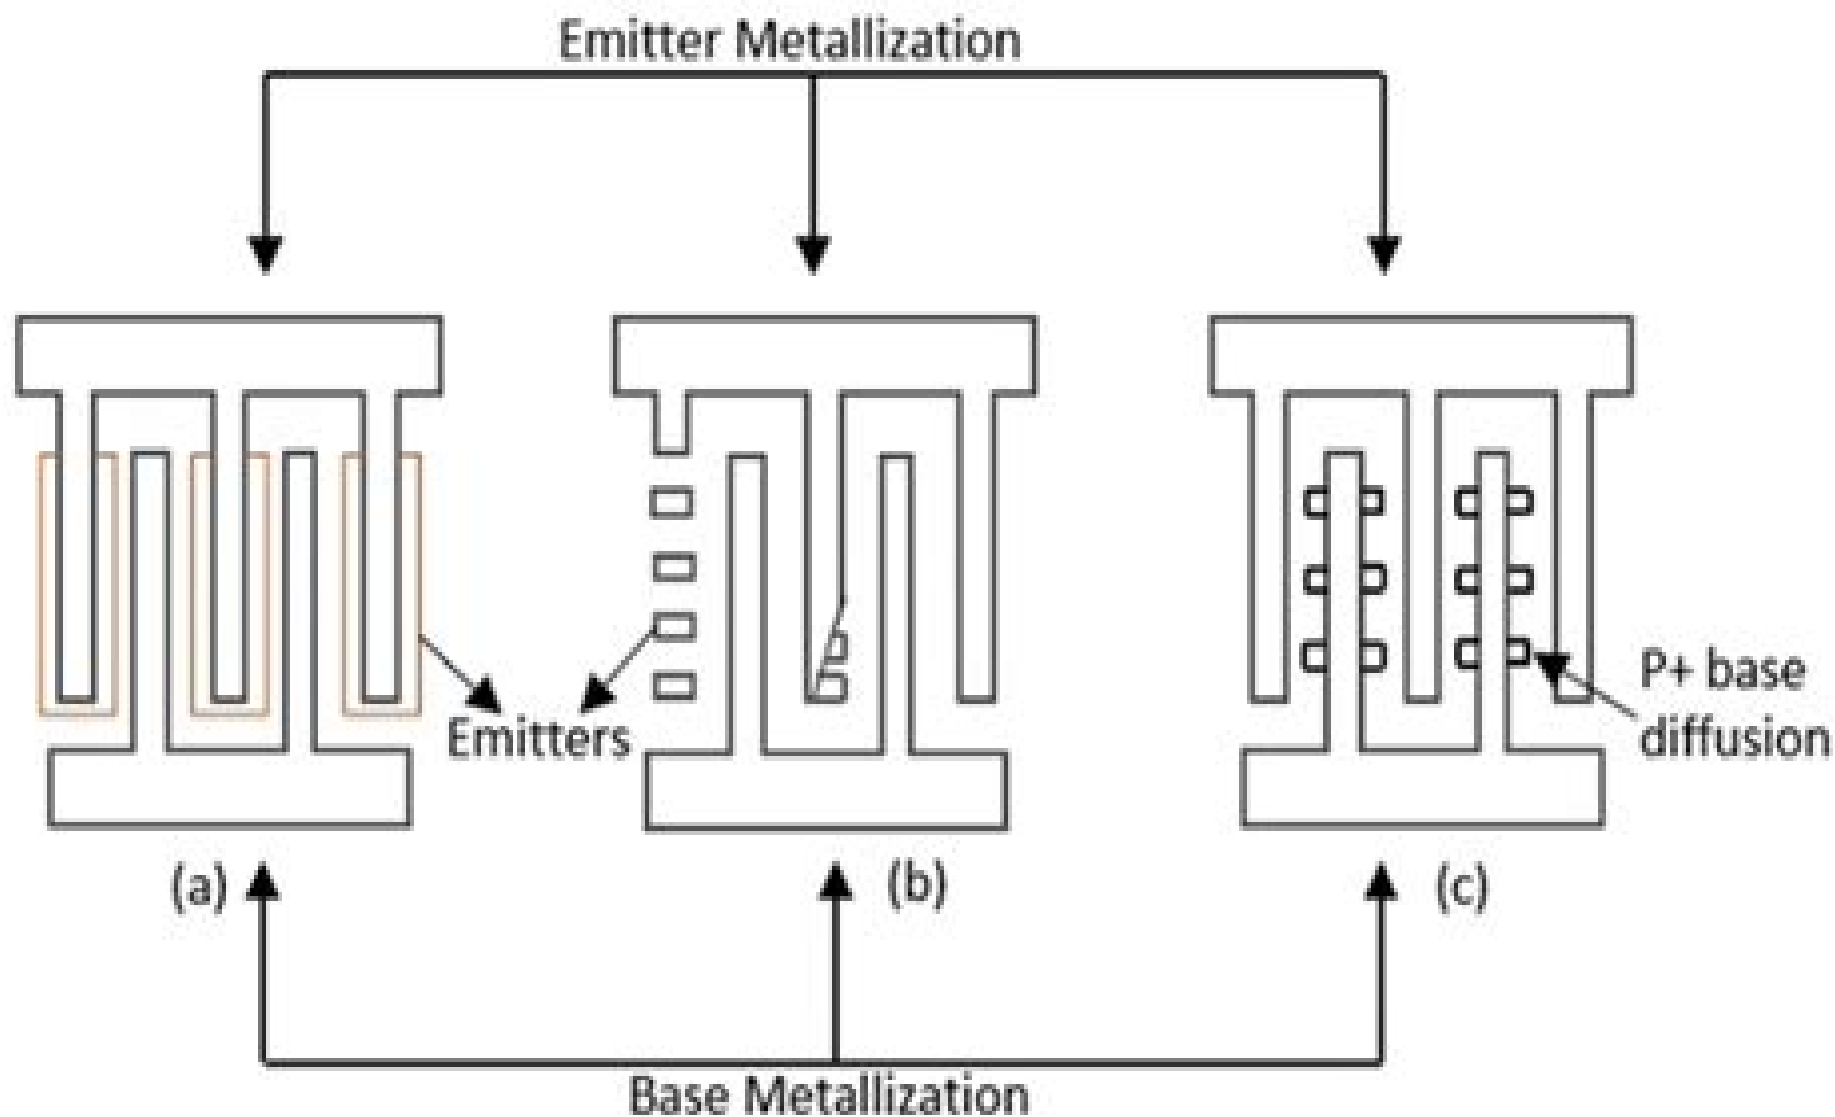 Emitter Metallization
Emitters
P+ base
diffusion
(a)
(b)
(c)
Base Metallization